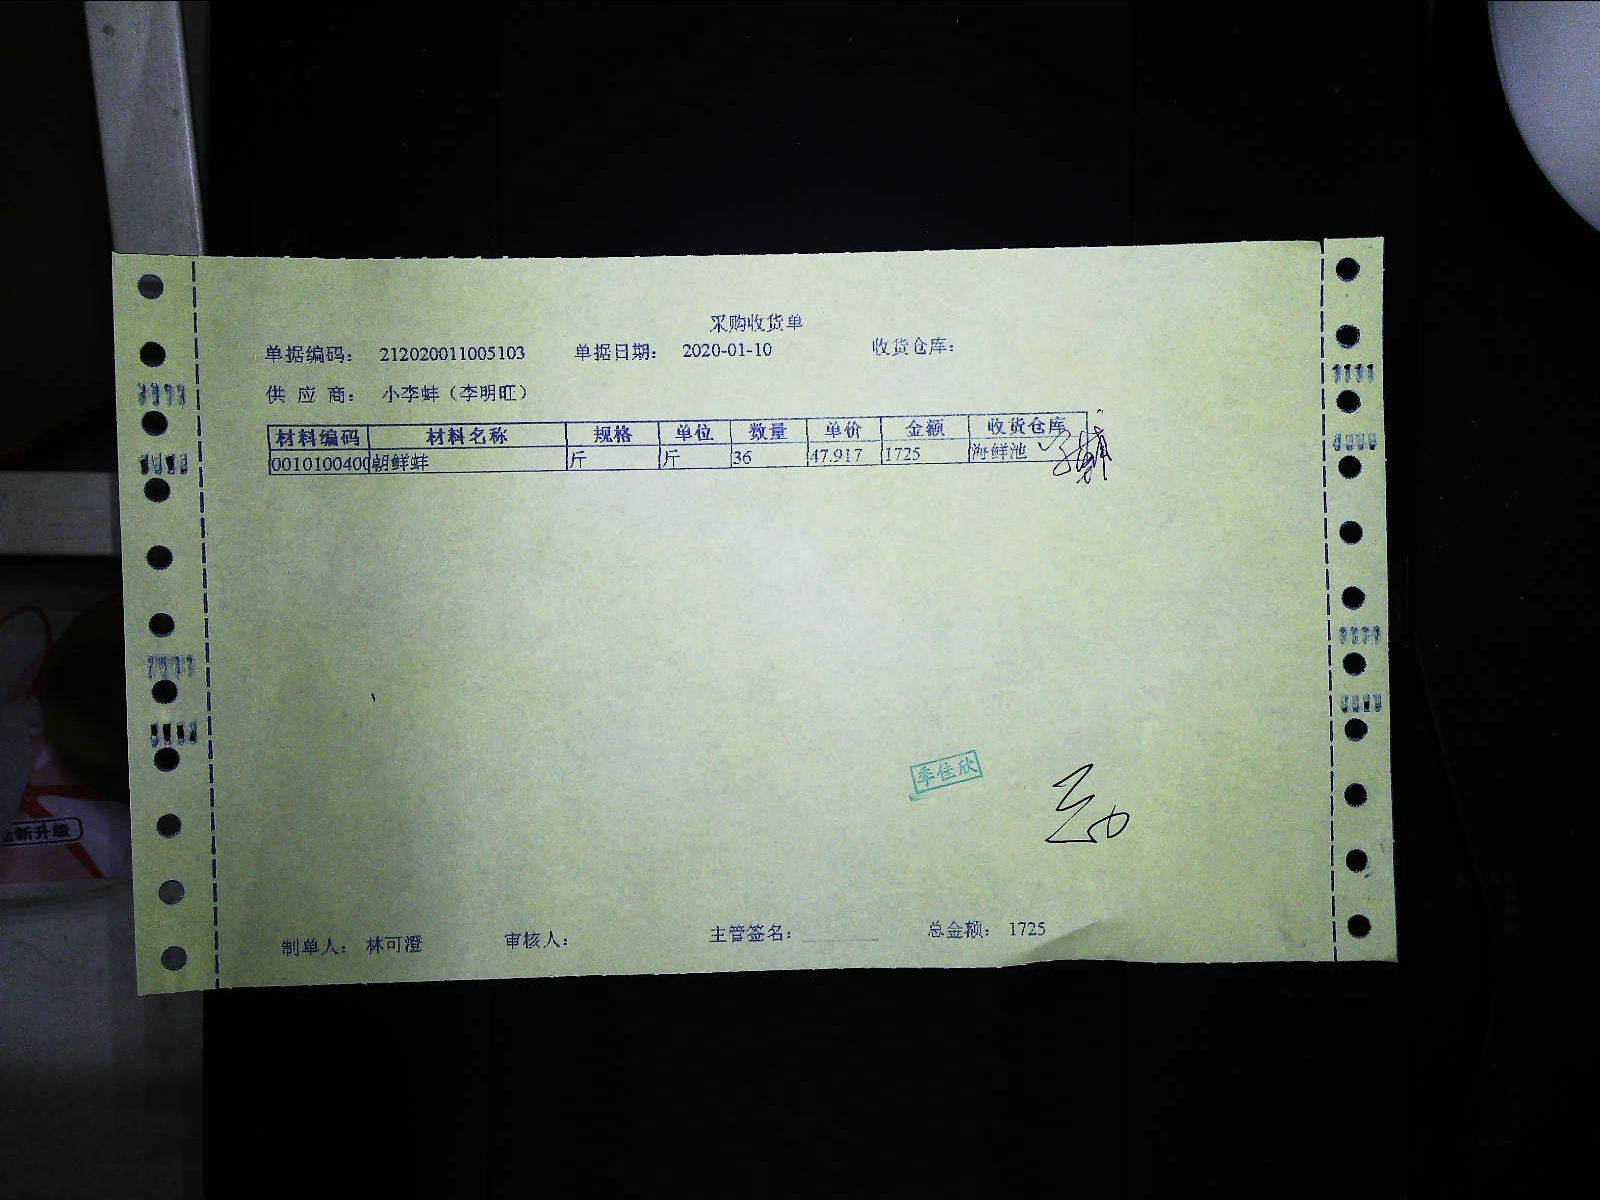 采购收货单
单据编码： 212020011005103 单据日期： 2020-01-10 收货仓库：
供 应 商： 小李蚌（李明旺）
材料编码 材料名称 规格 单位 数量 单价 金额 收货仓库
0010100400 朝鲜蚌 斤 斤 36 47.917 1725 海鲜池
季佳欣
制单人： 林可澄 审核人： 主管签名： 总金额： 1725
新升级